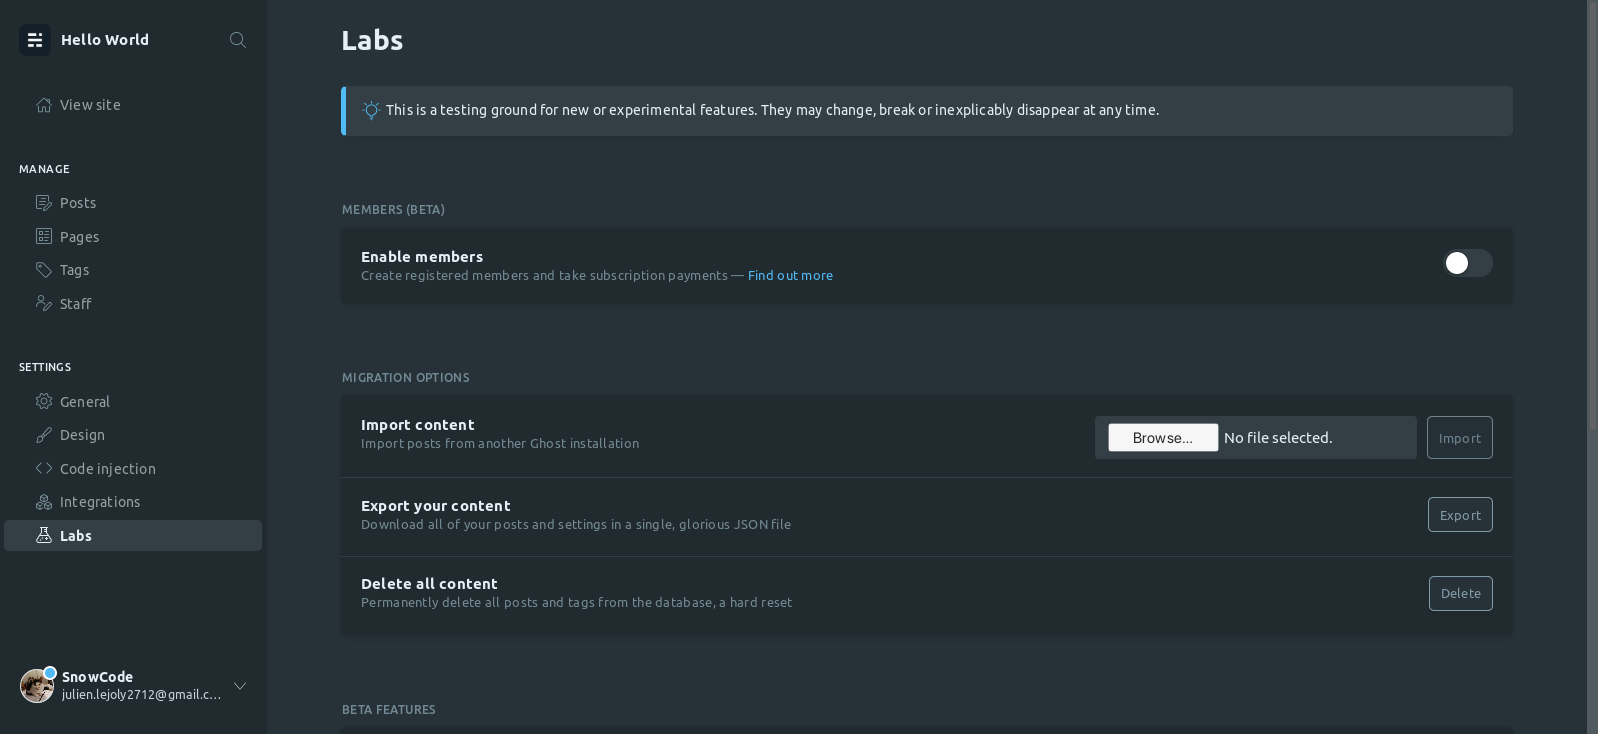 Hello World
View site
MANAGE
Posts
Pages
Tags
Staff
SETTINGS
General
Design
Code injection
Integrations
Labs
SnowCode
julien.lejoly2712@gmail.c...
Labs
This is a testing ground for new or experimental features. They may change, break or inexplicably disappear at any time.
MEMBERS (BETA)
Enable members
Create registered members and take subscription payments — Find out more
MIGRATION OPTIONS
Import content
Import posts from another Ghost installation
Browse... No file selected.
Import
Export your content
Download all of your posts and settings in a single, glorious JSON file
Export
Delete all content
Permanently delete all posts and tags from the database, a hard reset
Delete
BETA FEATURES